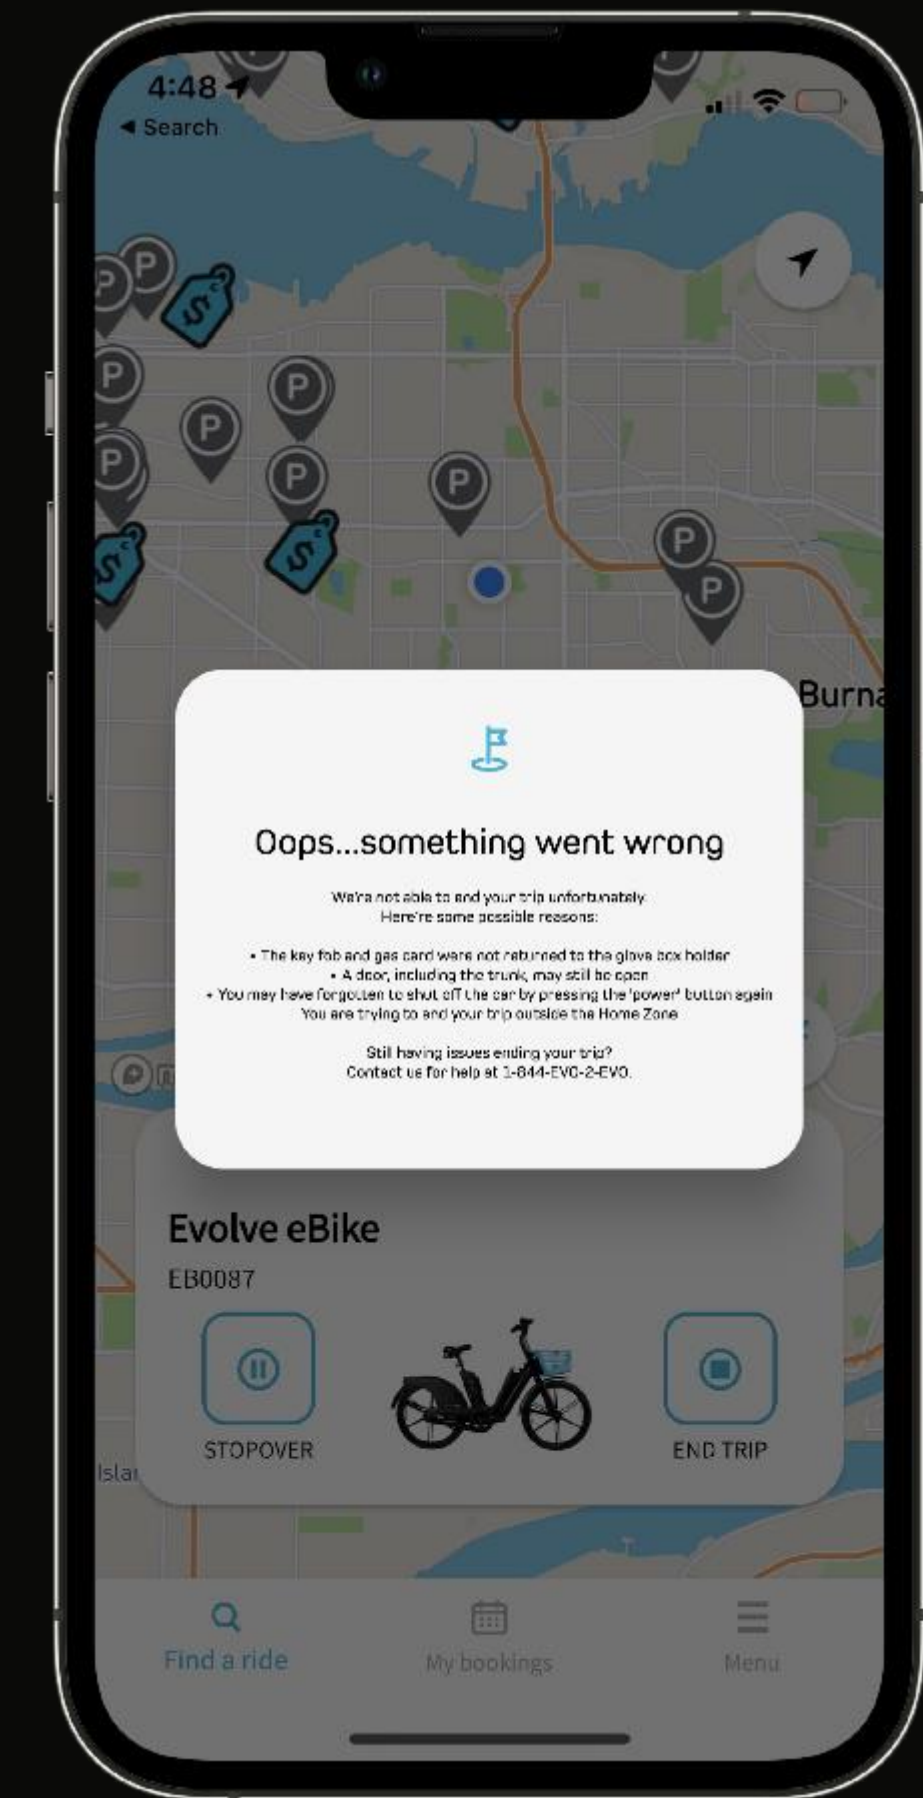 4:48
◀ Search
P
P
$
P
P
P
P
P
P
P
$
$
P
Burna
Oops...something went wrong
We're not able to end your trip unfortunately.
Here're some possible reasons:
• The key fob and gas card were not returned to the glove box holder
• A door, including the trunk, may still be open
• You may have forgotten to shut off the car by pressing the 'power' button again
You are trying to end your trip outside the Home Zone
Still having issues ending your trip?
Contact us for help at 1-844-EVO-2-EVO.
Evolve eBike
EB0087
STOPOVER
END TRIP
Islan
Find a ride
My bookings
Menu